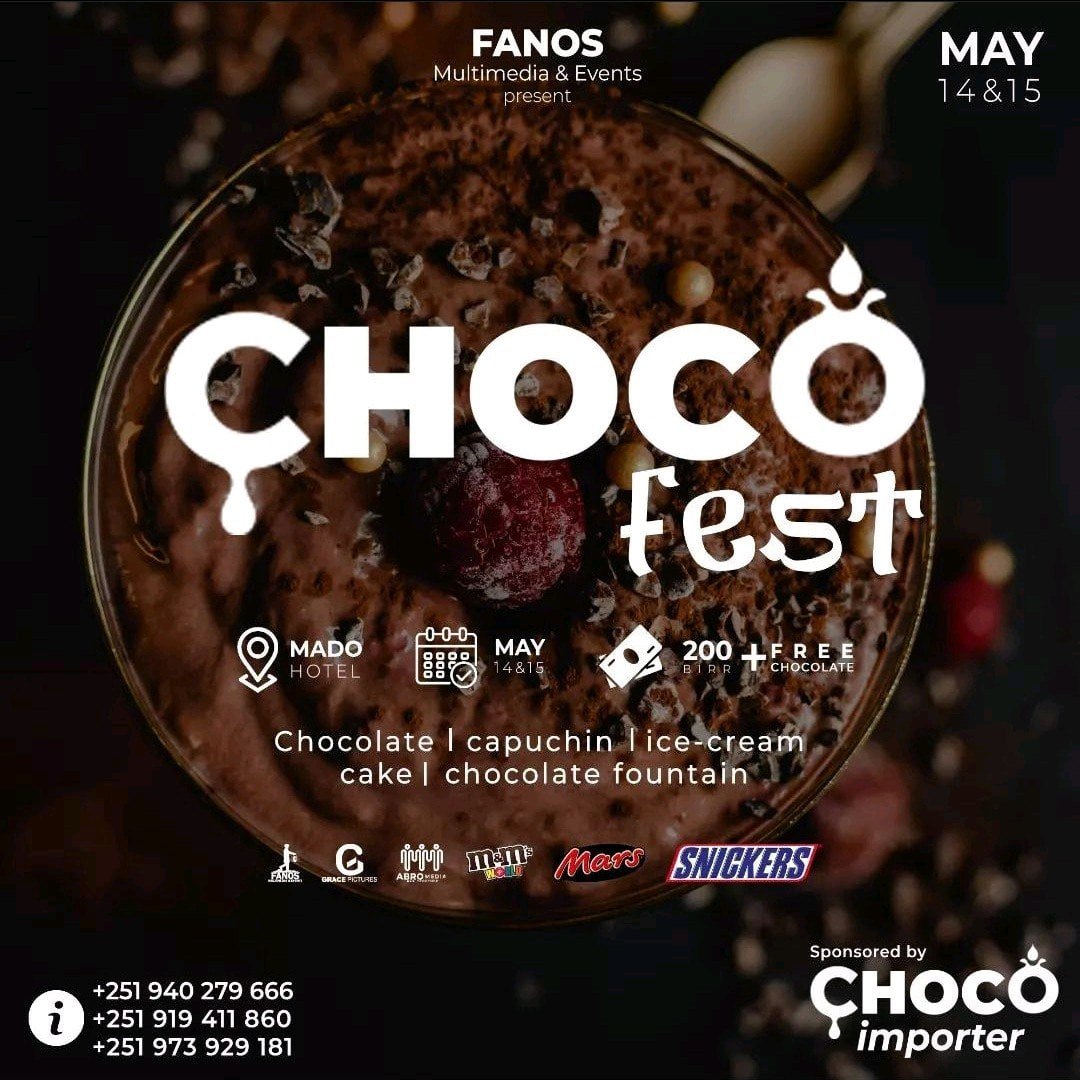 FANOS
Multimedia & Events
present
MAY
14&15
CHOCO
fest
MADO
HOTEL
MAY
14&15
200
BIRR
+
FREE
CHOCOLATE
Chocolate | capuchin | ice-cream
cake | chocolate fountain
FANOS
GRACE PICTURES
ABRO MEDIA
M&M's
WORLD
Mars
SNICKERS
Sponsored by
CHOCO
importer
i
+251 940 279 666
+251 919 411 860
+251 973 929 181